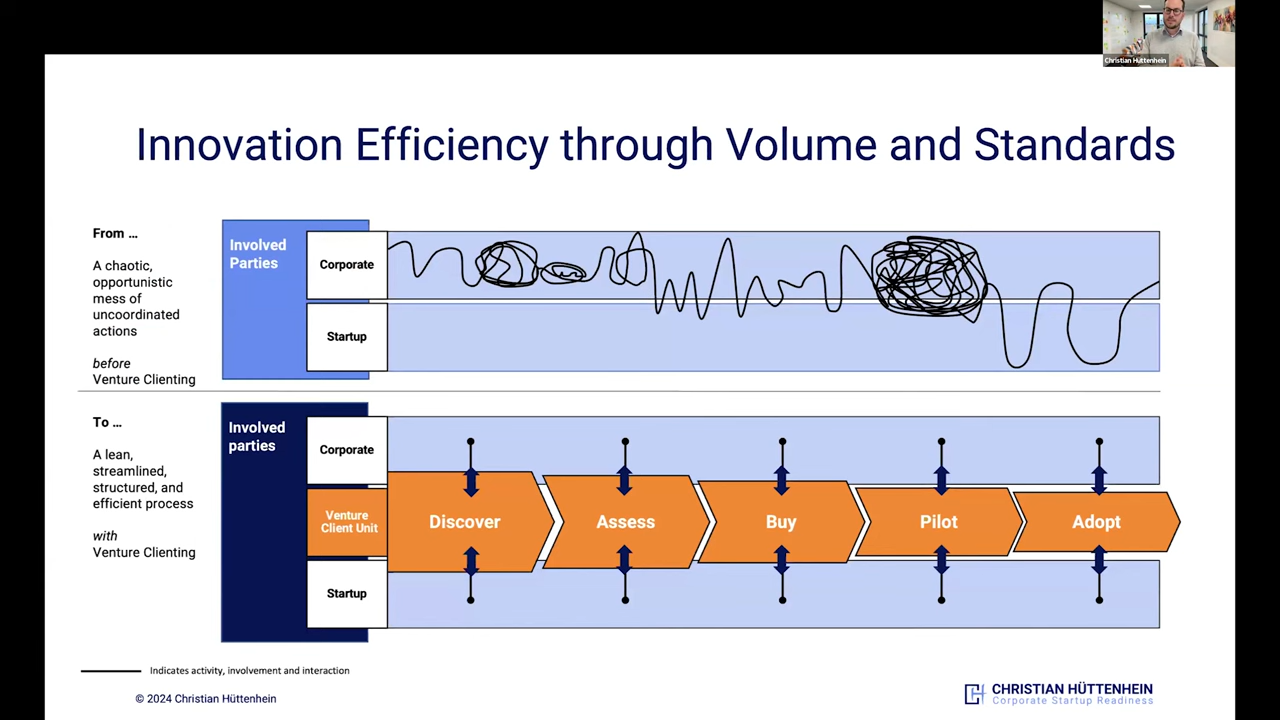 Christian Hüttenhein
Innovation Efficiency through Volume and Standards
From ...
A chaotic,
opportunistic
mess of
uncoordinated
actions
before
Venture Clienting
Involved
Parties
Corporate
Startup
To ...
A lean,
streamlined,
structured, and
efficient process
with
Venture Clienting
Involved
parties
Corporate
Venture
Client Unit
Startup
Discover
Assess
Buy
Pilot
Adopt
Indicates activity, involvement and interaction
© 2024 Christian Hüttenhein
CHRISTIAN HÜTTENHEIN
Corporate Startup Readiness